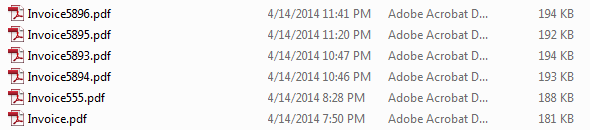 Invoice5896.pdf 4/14/2014 11:41 PM Adobe Acrobat D... 194 KB
Invoice5895.pdf 4/14/2014 11:20 PM Adobe Acrobat D... 192 KB
Invoice5893.pdf 4/14/2014 10:47 PM Adobe Acrobat D... 194 KB
Invoice5894.pdf 4/14/2014 10:46 PM Adobe Acrobat D... 193 KB
Invoice555.pdf 4/14/2014 8:28 PM Adobe Acrobat D... 188 KB
Invoice.pdf 4/14/2014 7:50 PM Adobe Acrobat D... 181 KB